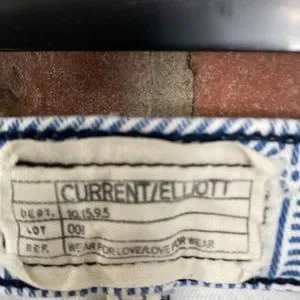 CURRENT/ELLIOTT
DEPT. 10.15.95
LOT 001
REF. WEAR FOR LOVE/LOVE FOR WEAR